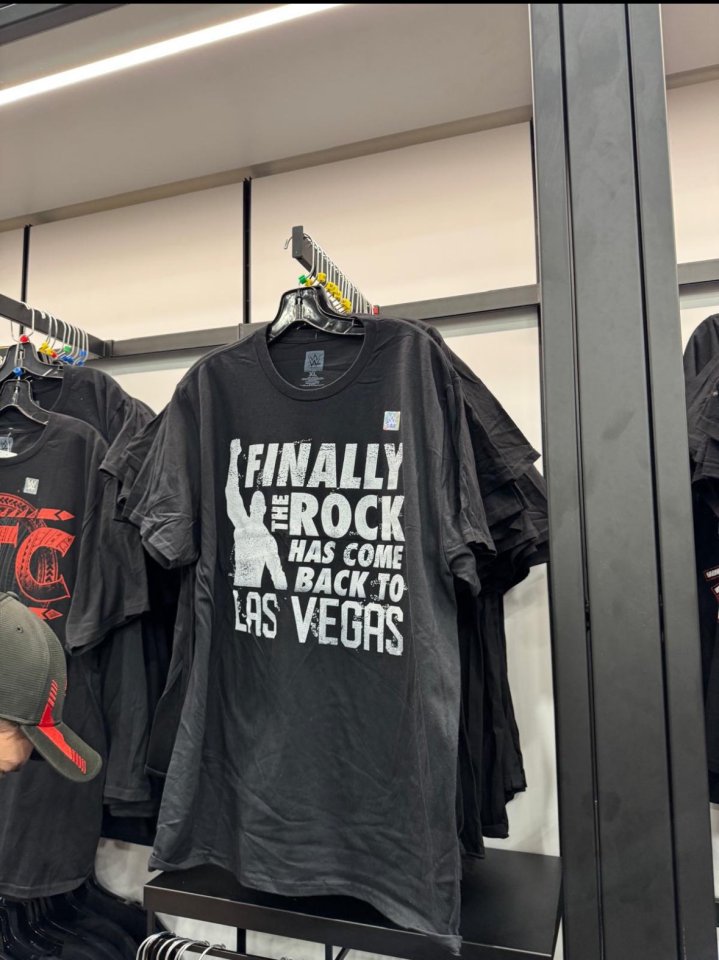 FINALLY
THE ROCK
HAS COME
BACK TO
LAS VEGAS